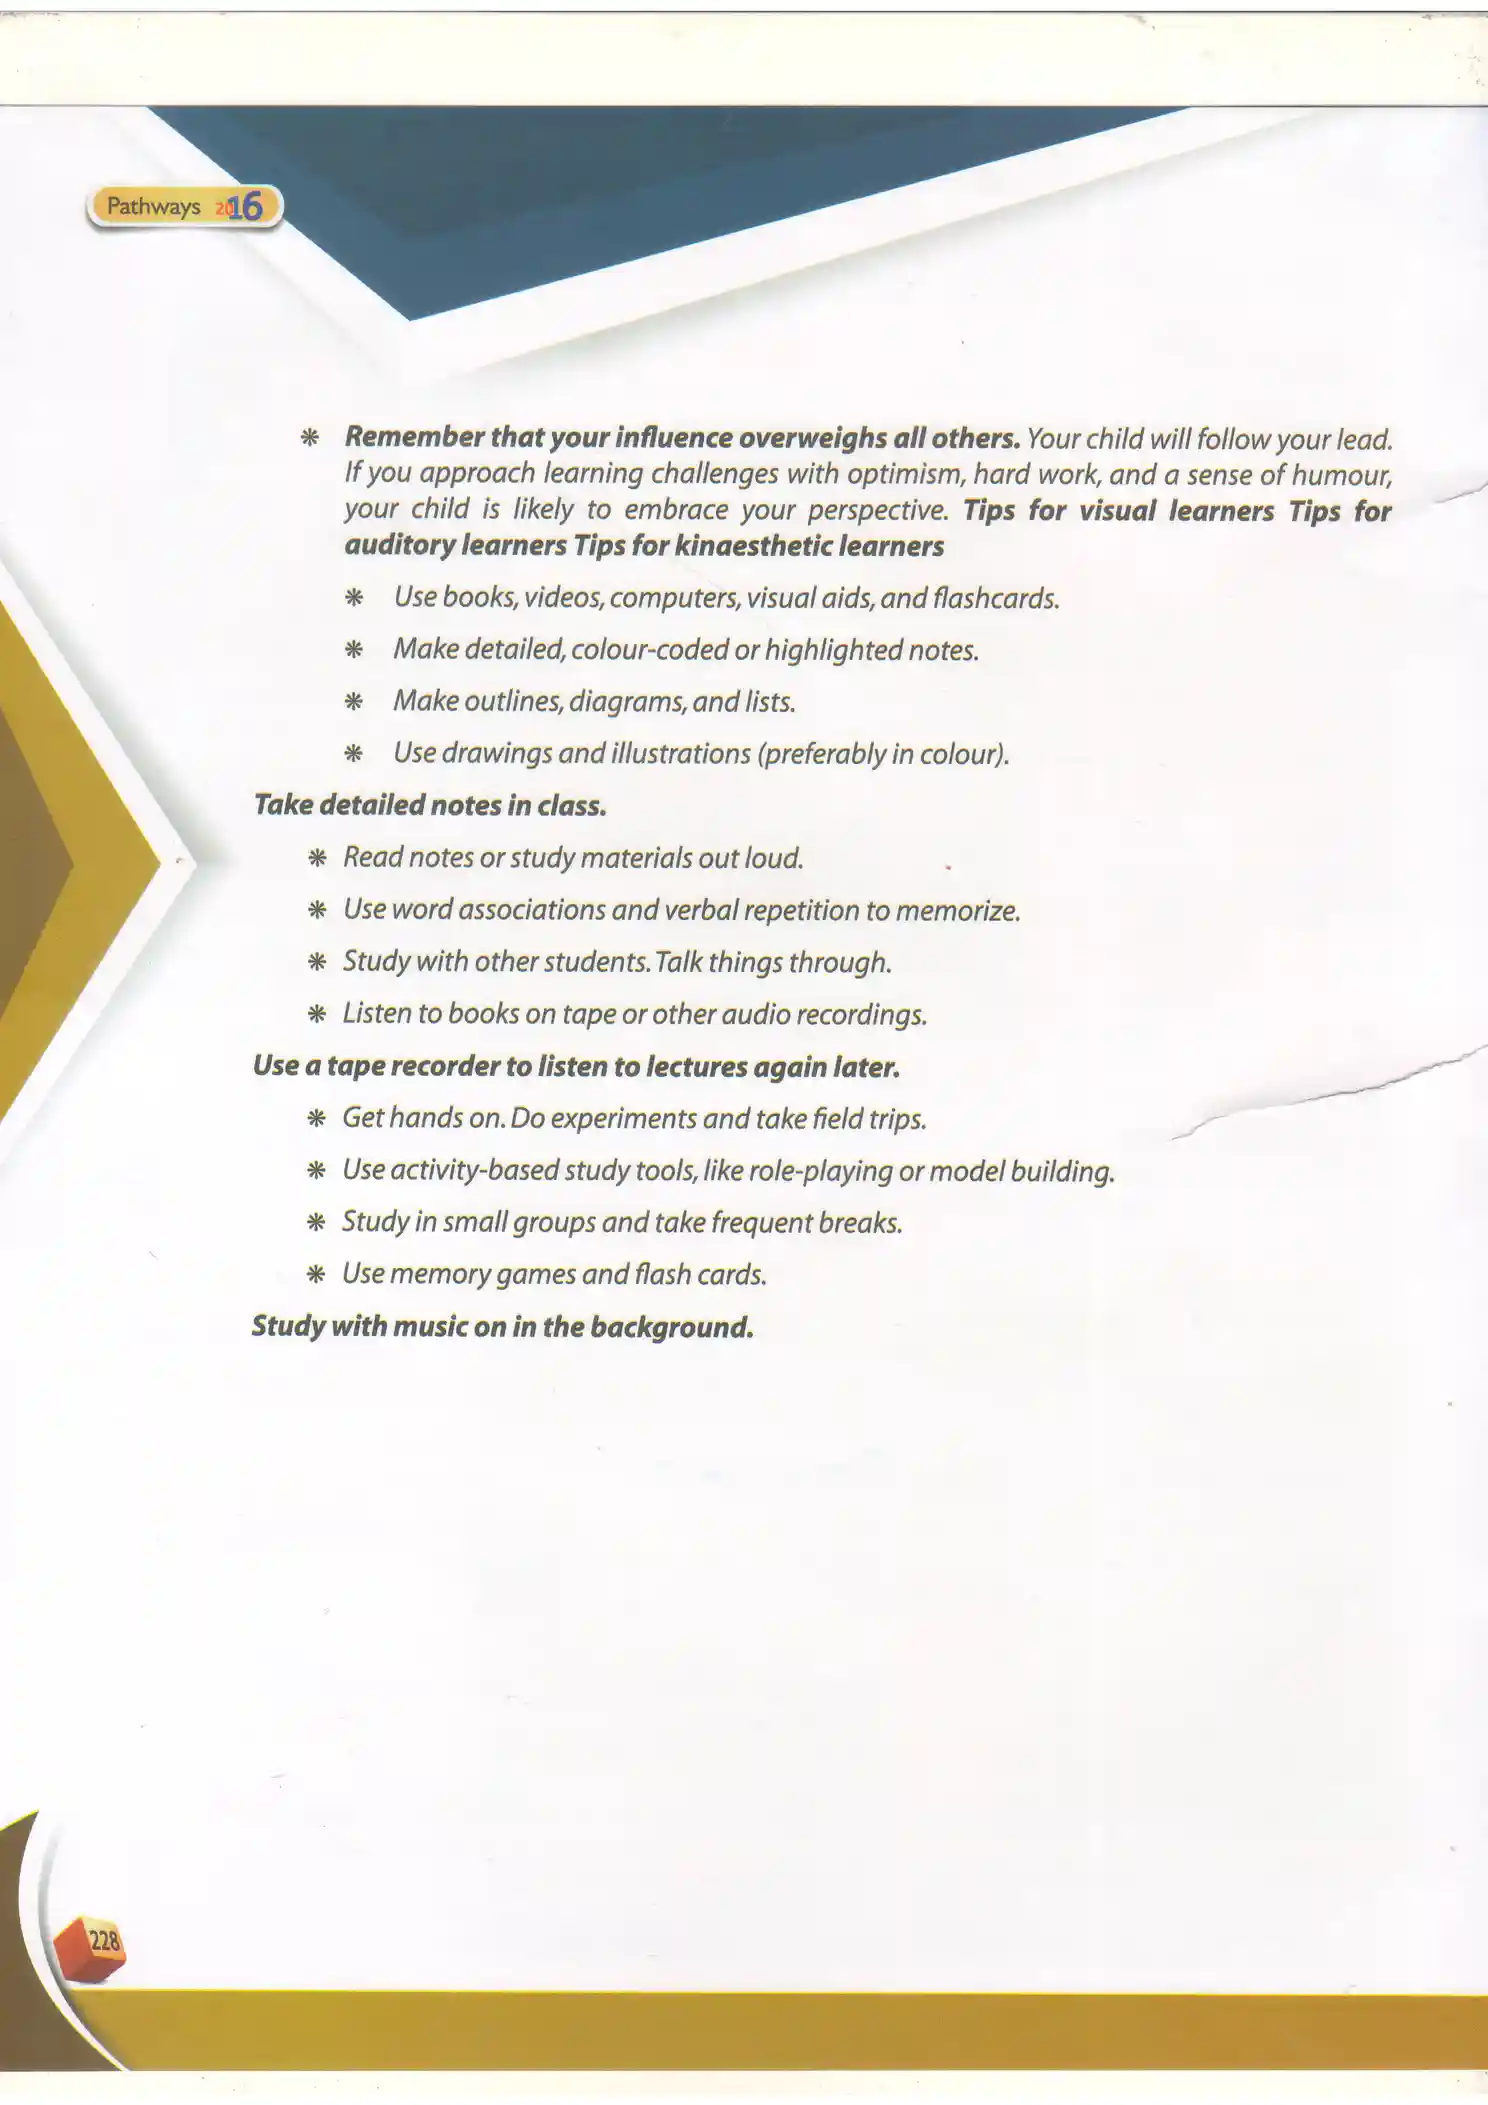 Pathways 2016
* Remember that your influence overweighs all others. Your child will follow your lead.
If you approach learning challenges with optimism, hard work, and a sense of humour,
your child is likely to embrace your perspective. Tips for visual learners Tips for
auditory learners Tips for kinaesthetic learners
* Use books, videos, computers, visual aids, and flashcards.
* Make detailed, colour-coded or highlighted notes.
* Make outlines, diagrams, and lists.
* Use drawings and illustrations (preferably in colour).
Take detailed notes in class.
* Read notes or study materials out loud.
* Use word associations and verbal repetition to memorize.
* Study with other students. Talk things through.
* Listen to books on tape or other audio recordings.
Use a tape recorder to listen to lectures again later.
* Get hands on. Do experiments and take field trips.
* Use activity-based study tools, like role-playing or model building.
* Study in small groups and take frequent breaks.
* Use memory games and flash cards.
Study with music on in the background.
228